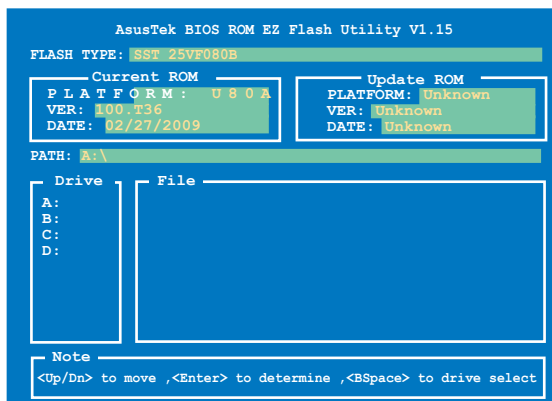 AsusTek BIOS ROM EZ Flash Utility V1.15
FLASH TYPE: SST 25VF080B
Current ROM
PLATFORM: U80A
VER: 100.T36
DATE: 02/27/2009
Update ROM
PLATFORM: Unknown
VER: Unknown
DATE: Unknown
PATH: A:\
Drive
A:
B:
C:
D:
File
Note
<Up/Dn> to move ,<Enter> to determine ,<BSpace> to drive select